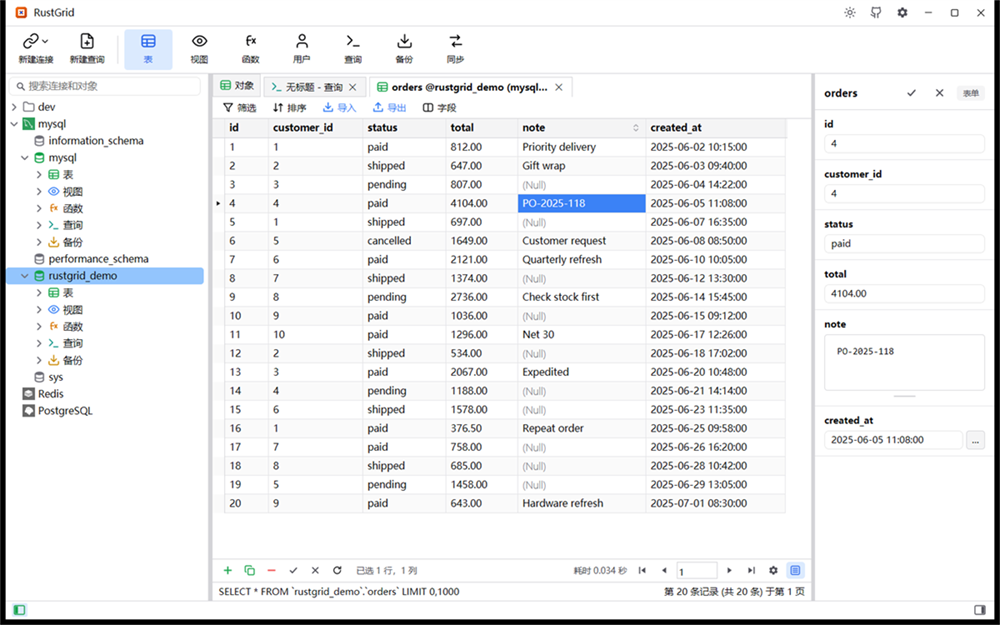 RustGrid
新建连接 新建查询 表 视图 函数 用户 查询 备份 同步
搜索连接和对象
dev
mysql
information_schema
mysql
表
视图
函数
查询
备份
performance_schema
rustgrid_demo
表
视图
函数
查询
备份
sys
Redis
PostgreSQL
对象 无标题 - 查询 orders @rustgrid_demo (mysql...
筛选 排序 导入 导出 字段
id customer_id status total note created_at
1 1 paid 812.00 Priority delivery 2025-06-02 10:15:00
2 2 shipped 647.00 Gift wrap 2025-06-03 09:40:00
3 3 pending 807.00 (Null) 2025-06-04 14:22:00
4 4 paid 4104.00 PO-2025-118 2025-06-05 11:08:00
5 1 shipped 697.00 (Null) 2025-06-07 16:35:00
6 5 cancelled 1649.00 Customer request 2025-06-08 08:50:00
7 6 paid 2121.00 Quarterly refresh 2025-06-10 10:05:00
8 7 shipped 1374.00 (Null) 2025-06-12 13:30:00
9 8 pending 2736.00 Check stock first 2025-06-14 15:45:00
10 9 paid 1036.00 (Null) 2025-06-15 09:12:00
11 10 paid 1296.00 Net 30 2025-06-17 12:26:00
12 2 shipped 534.00 (Null) 2025-06-18 17:02:00
13 3 paid 2067.00 Expedited 2025-06-20 10:48:00
14 4 pending 1188.00 (Null) 2025-06-21 14:14:00
15 6 shipped 1578.00 (Null) 2025-06-23 11:35:00
16 1 paid 376.50 Repeat order 2025-06-25 09:58:00
17 7 paid 758.00 (Null) 2025-06-26 16:20:00
18 8 shipped 685.00 (Null) 2025-06-28 10:42:00
19 5 pending 1458.00 (Null) 2025-06-29 13:05:00
20 9 paid 643.00 Hardware refresh 2025-07-01 08:30:00
已选 1 行，1 列 耗时 0.034 秒 1
SELECT * FROM `rustgrid_demo`.`orders` LIMIT 0,1000 第 20 条记录 (共 20 条) 于第 1 页
orders 表单
id
4
customer_id
4
status
paid
total
4104.00
note
PO-2025-118
created_at
2025-06-05 11:08:00 ...